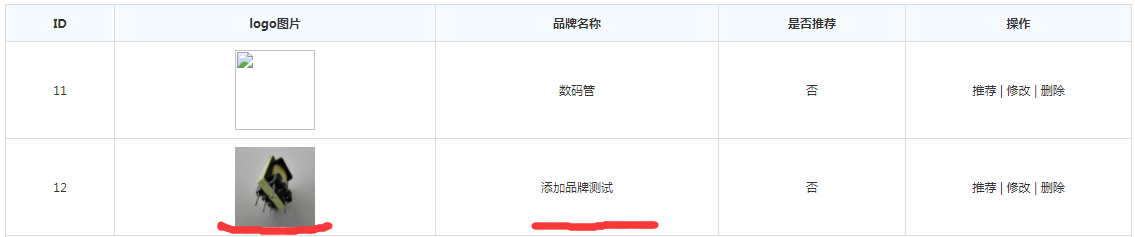 ID logo图片 品牌名称 是否推荐 操作
11 数码管 否 推荐 | 修改 | 删除
12 添加品牌测试 否 推荐 | 修改 | 删除